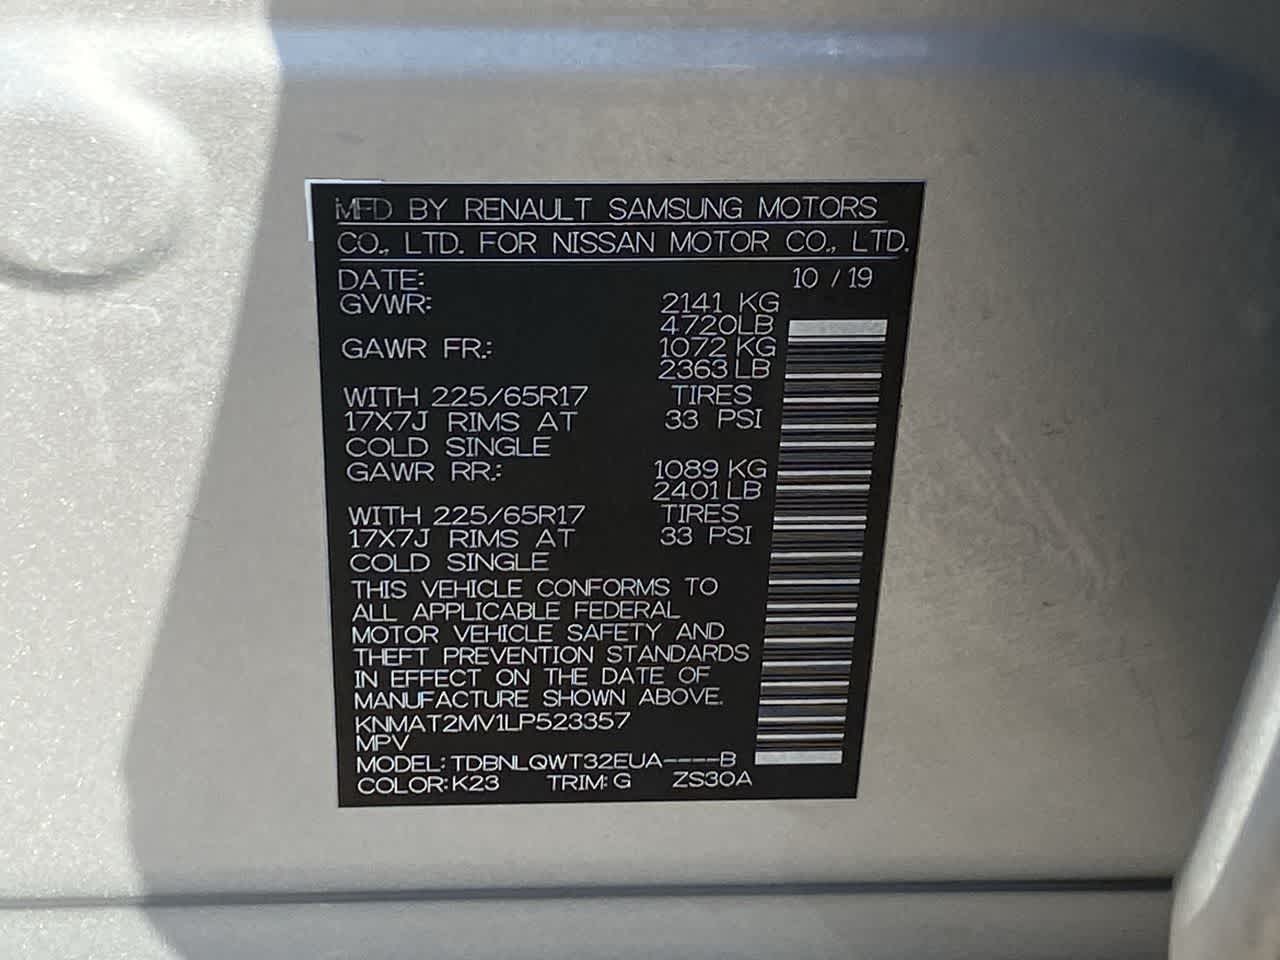 MFD BY RENAULT SAMSUNG MOTORS
CO., LTD. FOR NISSAN MOTOR CO., LTD.
DATE: 10 / 19
GVWR: 2141 KG
4720LB
GAWR FR.: 1072 KG
2363 LB
WITH 225/65R17 TIRES
17X7J RIMS AT 33 PSI
COLD SINGLE
GAWR RR.: 1089 KG
2401 LB
WITH 225/65R17 TIRES
17X7J RIMS AT 33 PSI
COLD SINGLE
THIS VEHICLE CONFORMS TO
ALL APPLICABLE FEDERAL
MOTOR VEHICLE SAFETY AND
THEFT PREVENTION STANDARDS
IN EFFECT ON THE DATE OF
MANUFACTURE SHOWN ABOVE.
KNMAT2MV1LP523357
MPV
MODEL: TDBNLQWT32EUA----B
COLOR: K23 TRIM: G ZS30A